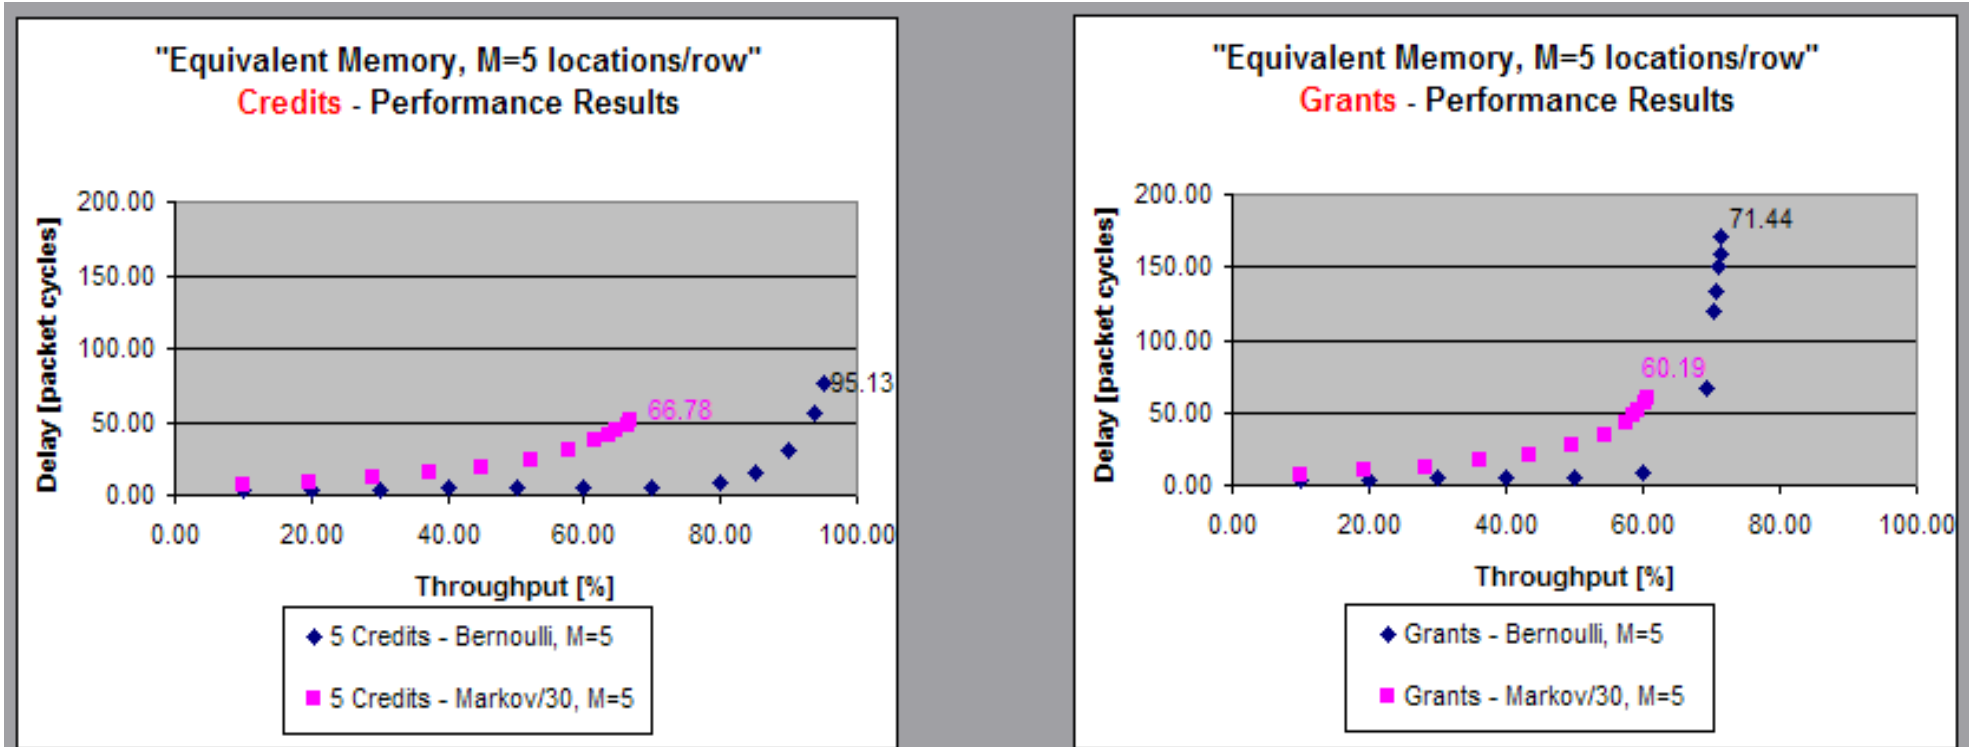 "Equivalent Memory, M=5 locations/row"
Credits - Performance Results
200.00
150.00
100.00
50.00
0.00
Delay [packet cycles]
66.78
95.13
0.00 20.00 40.00 60.00 80.00 100.00
Throughput [%]
5 Credits - Bernoulli, M=5
5 Credits - Markov/30, M=5
"Equivalent Memory, M=5 locations/row"
Grants - Performance Results
200.00
150.00
100.00
50.00
0.00
Delay [packet cycles]
71.44
60.19
0.00 20.00 40.00 60.00 80.00 100.00
Throughput [%]
Grants - Bernoulli, M=5
Grants - Markov/30, M=5